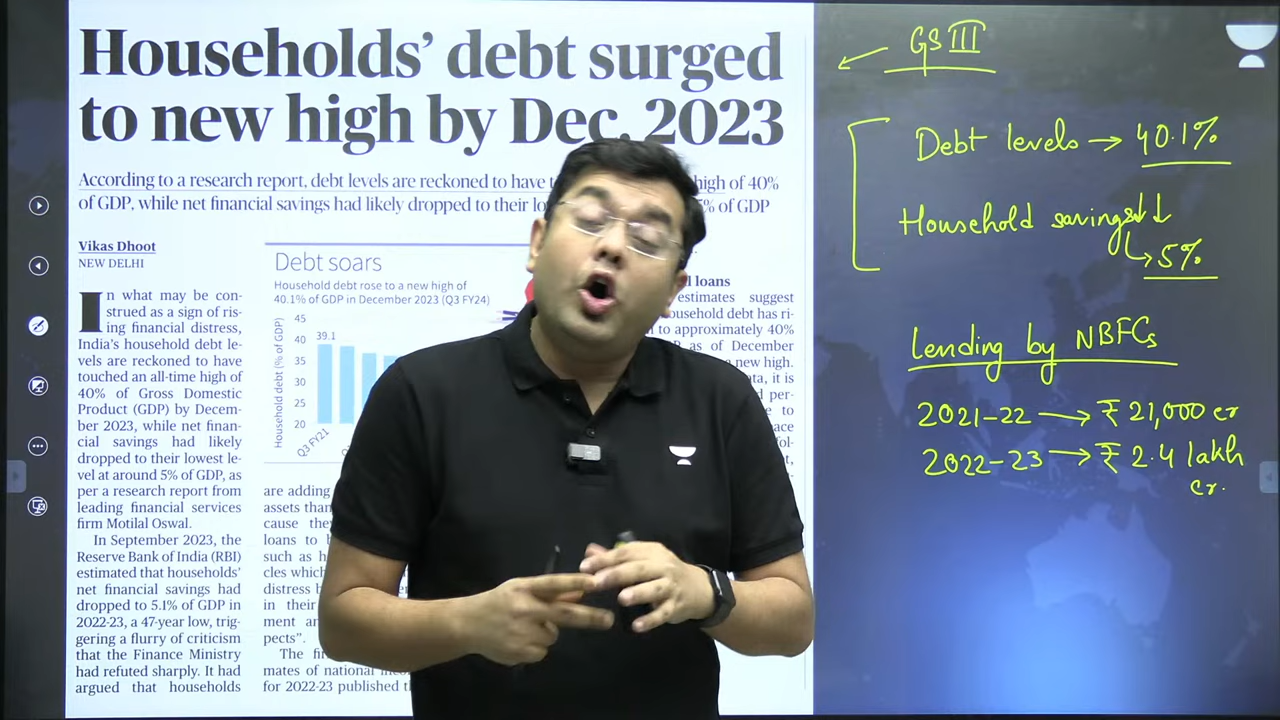 Households’ debt surged
to new high by Dec. 2023
According to a research report, debt levels are reckoned to have high of 40%
of GDP, while net financial savings had likely dropped to their % of GDP
Vikas Dhoot
NEW DELHI
In what may be con-
strued as a sign of ris-
ing financial distress,
India’s household debt le-
vels are reckoned to have
touched an all-time high of
40% of Gross Domestic
Product (GDP) by Decem-
ber 2023, while net finan-
cial savings had likely
dropped to their lowest le-
vel at around 5% of GDP, as
per a research report from
leading financial services
firm Motilal Oswal.
In September 2023, the
Reserve Bank of India (RBI)
estimated that households’
net financial savings had
dropped to 5.1% of GDP in
2022-23, a 47-year low, trig-
gering a flurry of criticism
that the Finance Ministry
had refuted sharply. It had
argued that households
Debt soars
Household debt rose to a new high of
40.1% of GDP in December 2023 (Q3 FY24)
Household debt (% of GDP)
45
40
35
30
25
20
39.1
Q3 FY21
are adding
assets than
cause they
loans to
such as
cles which
distress
in their
ment an
pects”.
The
mates of national
for 2022-23 published
loans
estimates suggest
household debt has ri-
to approximately 40%
as of December
new high.
it is
per-
to
GS III
Debt levels → 40.1%
Household savings ↓↓
↳ 5%
Lending by NBFCs
2021-22 → ₹ 21,000 cr
2022-23 → ₹ 2.4 lakh
cr.